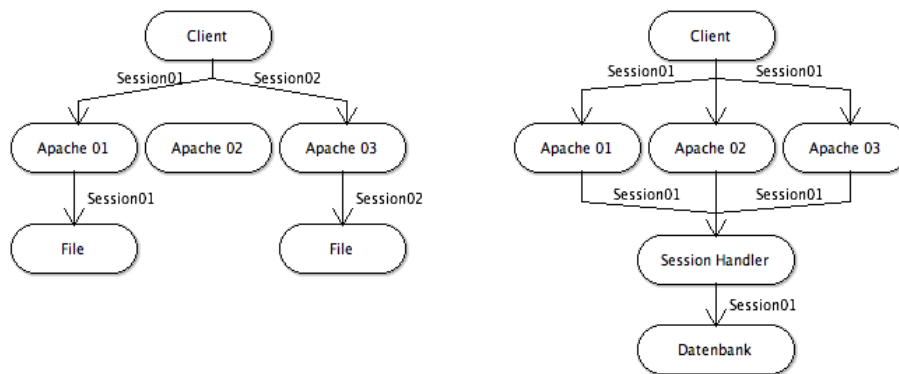 Client
Session01
Session02
Apache 01
Apache 02
Apache 03
Session01
Session02
File
File
Client
Session01
Session01
Apache 01
Apache 02
Apache 03
Session01
Session01
Session Handler
Session01
Datenbank